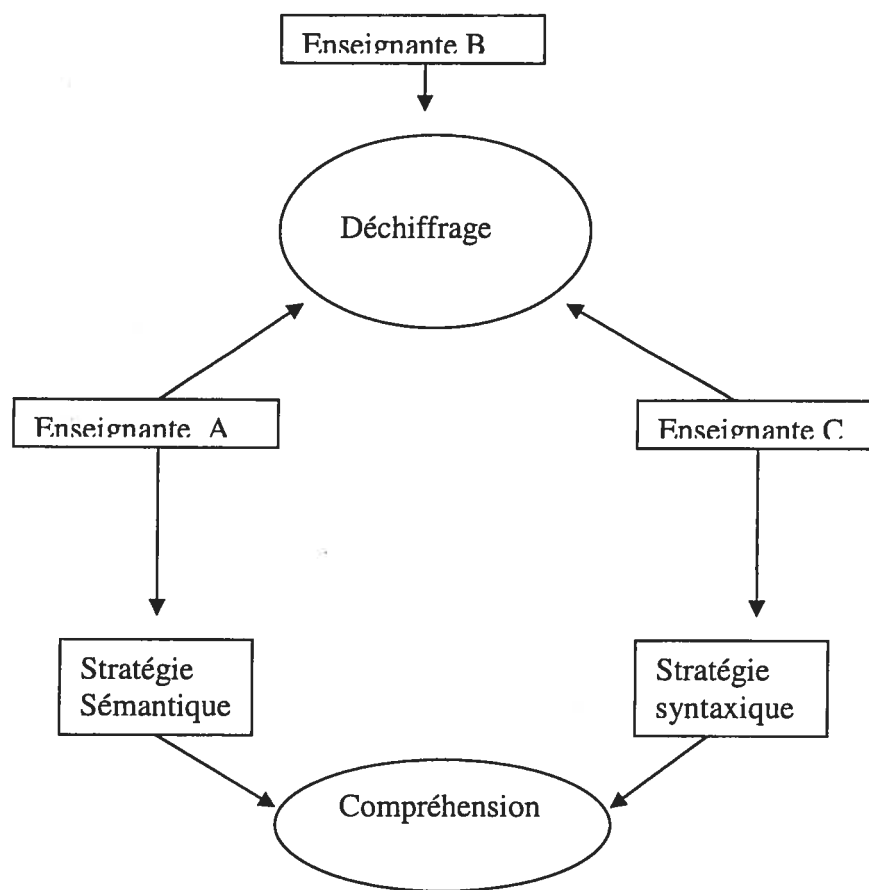 Enseignante B
Déchiffrage
Enseignante A
Enseignante C
Stratégie
Sémantique
Stratégie
syntaxique
Compréhension